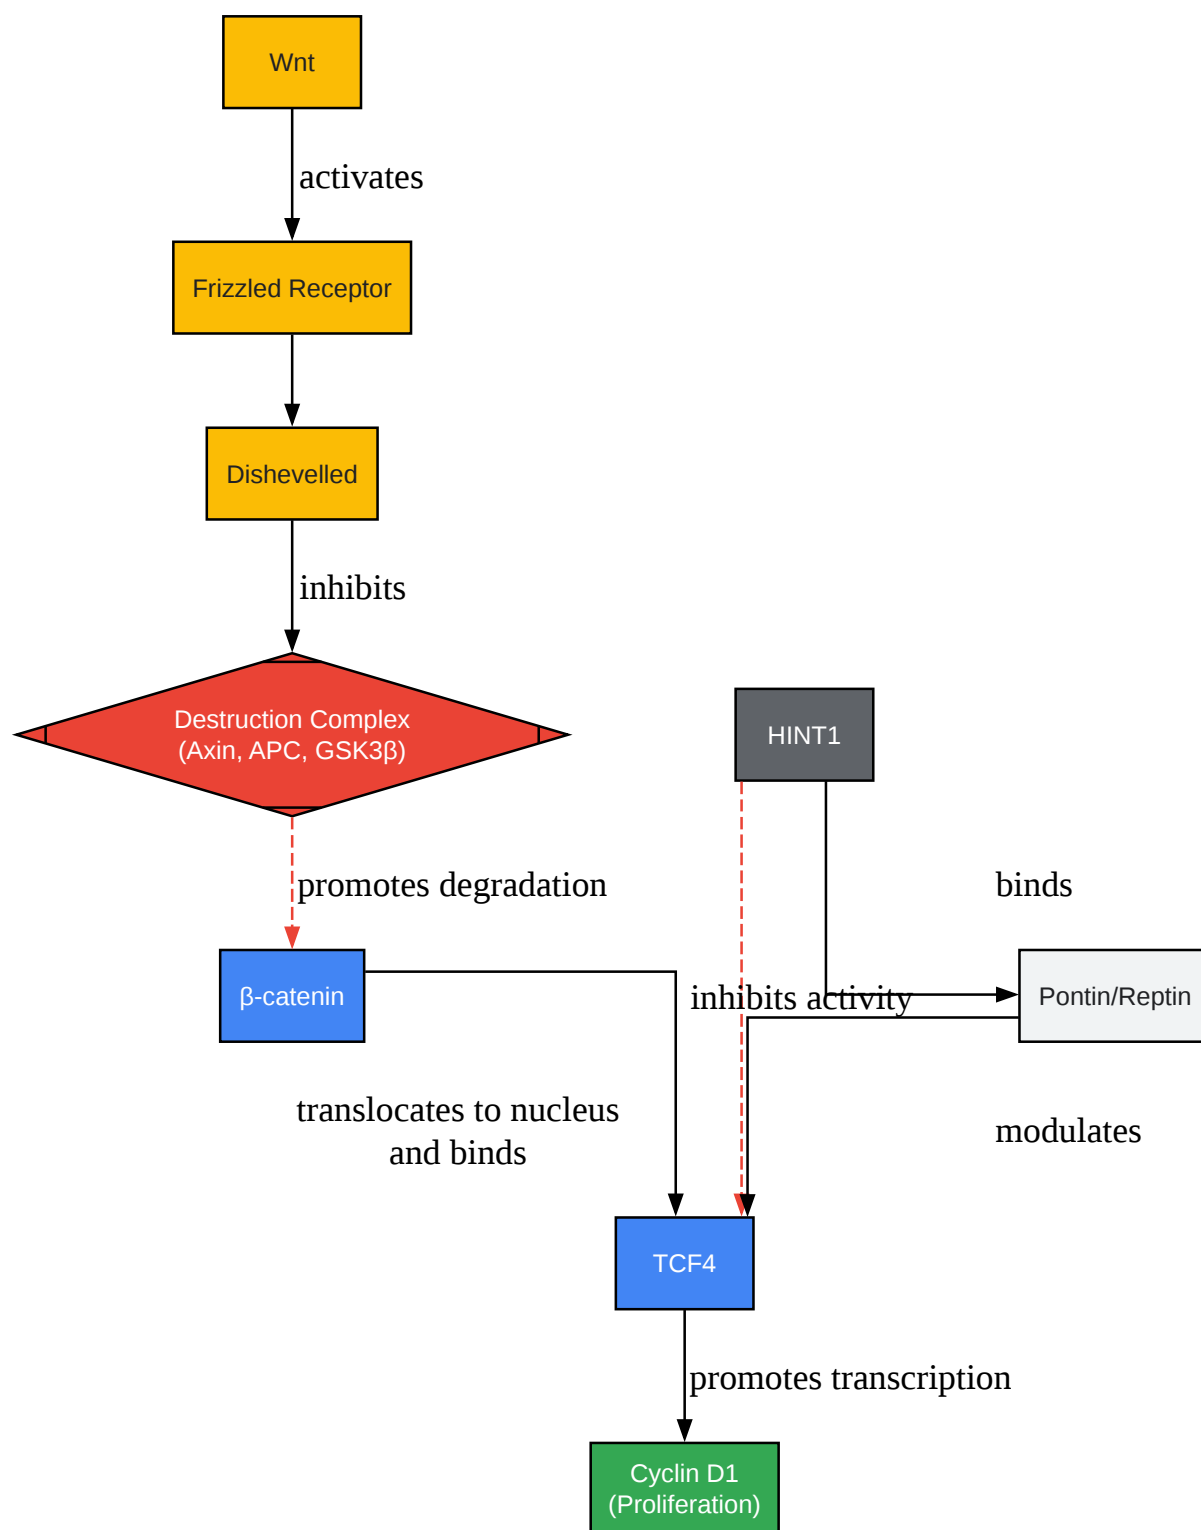 Wnt
activates
Frizzled Receptor
Dishevelled
inhibits
Destruction Complex
(Axin, APC, GSK3β)
HINT1
promotes degradation
binds
β-catenin
inhibits activity
Pontin/Reptin
translocates to nucleus
and binds
modulates
TCF4
promotes transcription
Cyclin D1
(Proliferation)